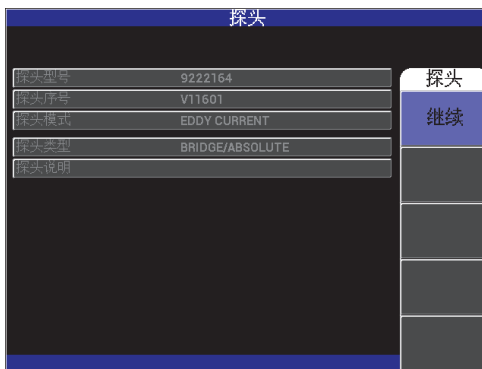 探头
探头型号 9222164
探头序号 V11601
探头模式 EDDY CURRENT
探头类型 BRIDGE/ABSOLUTE
探头说明
探头
继续